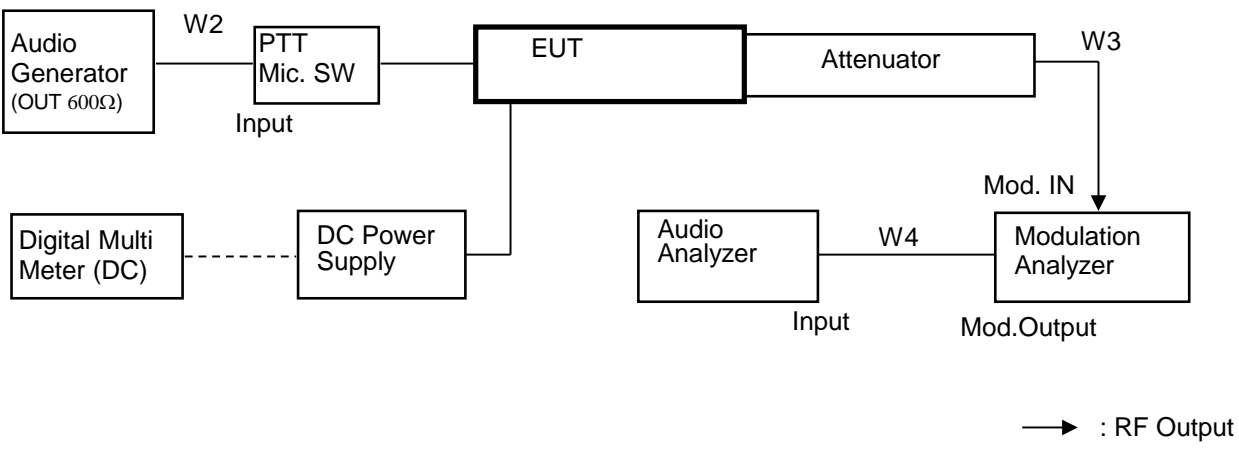 W2
Audio
Generator
(OUT 600Ω)
PTT
Mic. SW
Input
EUT
Attenuator
W3
Mod. IN
Digital Multi
Meter (DC)
DC Power
Supply
Audio
Analyzer
W4
Modulation
Analyzer
Input
Mod.Output
: RF Output